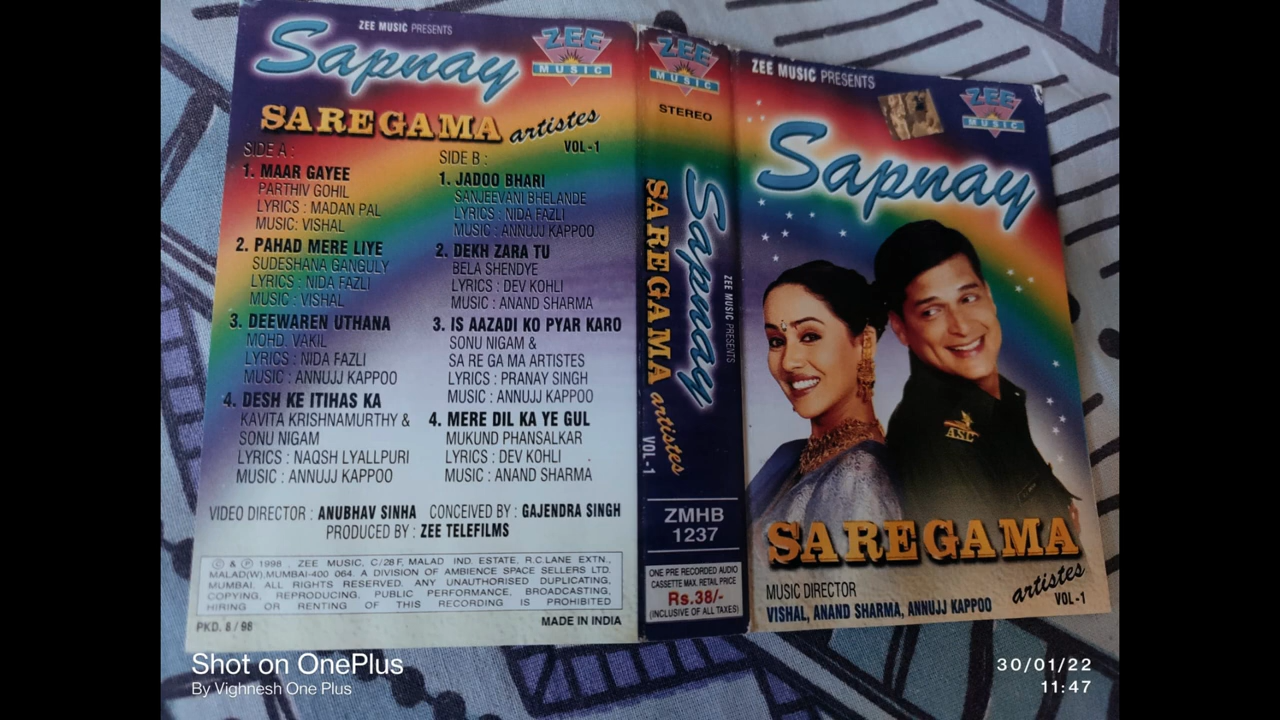 ZEE MUSIC PRESENTS
Sapnay
ZEE
MUSIC
SAREGAMA artistes
VOL-1
SIDE A :
1. MAAR GAYEE
PARTHIV GOHIL
LYRICS : MADAN PAL
MUSIC: VISHAL
2. PAHAD MERE LIYE
SUDESHANA GANGULY
LYRICS : NIDA FAZLI
MUSIC : VISHAL
3. DEEWAREN UTHANA
MOHD. VAKIL
LYRICS : NIDA FAZLI
MUSIC : ANNUJJ KAPPOO
4. DESH KE ITIHAS KA
KAVITA KRISHNAMURTHY &
SONU NIGAM
LYRICS : NAQSH LYALLPURI
MUSIC : ANNUJJ KAPPOO
SIDE B :
1. JADOO BHARI
SANJEEVANI BHELANDE
LYRICS : NIDA FAZLI
MUSIC : ANNUJJ KAPPOO
2. DEKH ZARA TU
BELA SHENDYE
LYRICS : DEV KOHLI
MUSIC : ANAND SHARMA
3. IS AAZADI KO PYAR KARO
SONU NIGAM &
SA RE GA MA ARTISTES
LYRICS : PRANAY SINGH
MUSIC : ANNUJJ KAPPOO
4. MERE DIL KA YE GUL
MUKUND PHANSALKAR
LYRICS : DEV KOHLI
MUSIC : ANAND SHARMA
VIDEO DIRECTOR : ANUBHAV SINHA CONCEIVED BY : GAJENDRA SINGH
PRODUCED BY : ZEE TELEFILMS
© & ℗ 1998 . ZEE MUSIC, C/28F, MALAD IND. ESTATE, R.C.LANE EXTN.,
MALAD(W),MUMBAI-400 064. A DIVISION OF AMBIENCE SPACE SELLERS LTD.
MUMBAI. ALL RIGHTS RESERVED. ANY UNAUTHORISED DUPLICATING,
COPYING, REPRODUCING, PUBLIC PERFORMANCE, BROADCASTING,
HIRING OR RENTING OF THIS RECORDING IS PROHIBITED
PKD. 8 / 98
MADE IN INDIA
ZEE
MUSIC
STEREO
Sapnay
ZEE MUSIC PRESENTS
SAREGAMA artistes
VOL-1
ZMHB
1237
ONE PRE RECORDED AUDIO
CASSETTE MAX. RETAIL PRICE
Rs.38/-
(INCLUSIVE OF ALL TAXES)
ZEE MUSIC PRESENTS
ZEE
MUSIC
Sapnay
A.S.C
SAREGAMA
artistes
VOL-1
MUSIC DIRECTOR
VISHAL, ANAND SHARMA, ANNUJJ KAPPOO
Shot on OnePlus
By Vighnesh One Plus
30/01/22
11:47